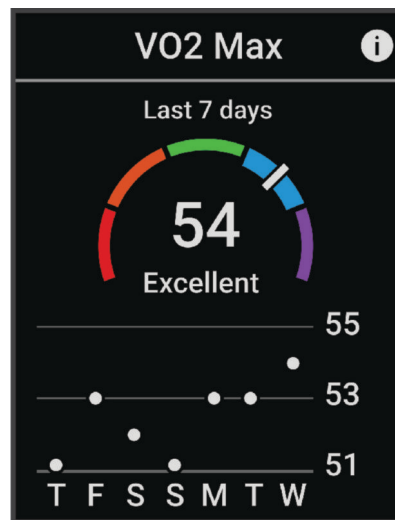 VO2 Max i
Last 7 days
54
Excellent
55
53
51
T F S S M T W